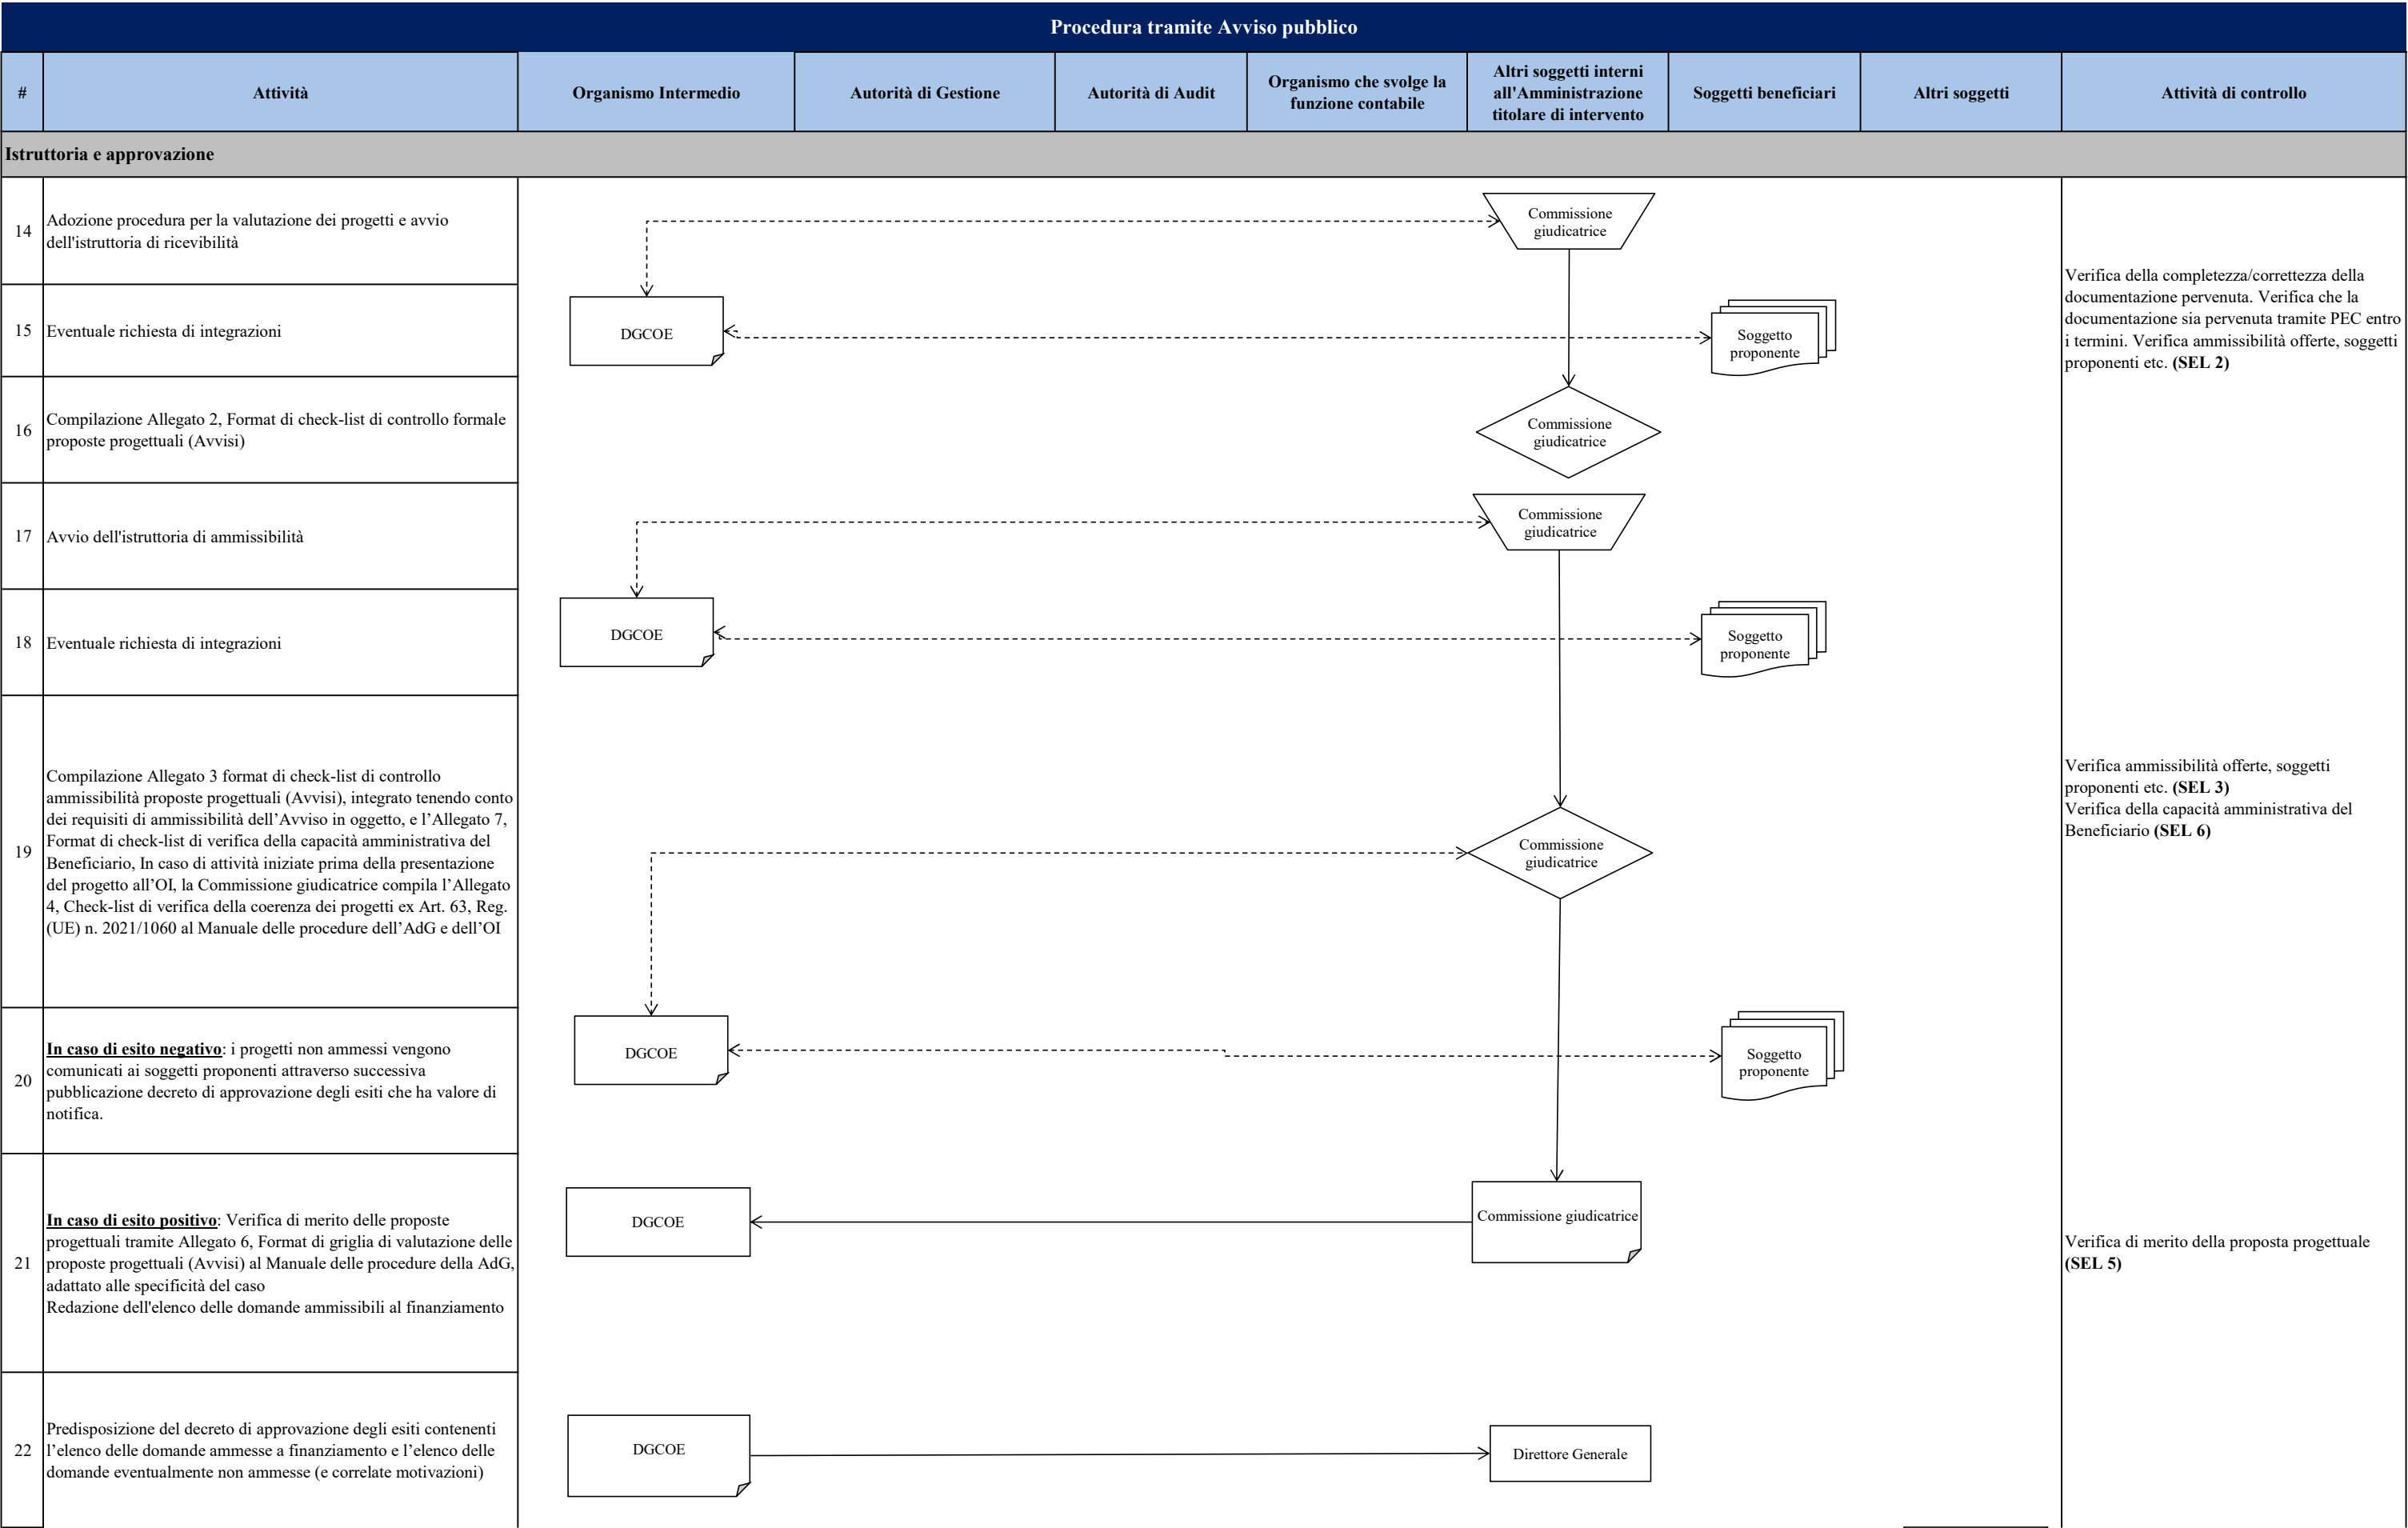 Procedura tramite Avviso pubblico
#
Attività
Organismo Intermedio
Autorità di Gestione
Autorità di Audit
Organismo che svolge la
funzione contabile
Altri soggetti interni
all'Amministrazione
titolare di intervento
Soggetti beneficiari
Altri soggetti
Attività di controllo
Istruttoria e approvazione
14
Adozione procedura per la valutazione dei progetti e avvio
dell'istruttoria di ricevibilità
Commissione
giudicatrice
15
Eventuale richiesta di integrazioni
DGCOE
Soggetto
proponente
Verifica della completezza/correttezza della
documentazione pervenuta. Verifica che la
documentazione sia pervenuta tramite PEC entro
i termini. Verifica ammissibilità offerte, soggetti
proponenti etc. (SEL 2)
16
Compilazione Allegato 2, Format di check-list di controllo formale
proposte progettuali (Avvisi)
Commissione
giudicatrice
17
Avvio dell'istruttoria di ammissibilità
Commissione
giudicatrice
18
Eventuale richiesta di integrazioni
DGCOE
Soggetto
proponente
19
Compilazione Allegato 3 format di check-list di controllo
ammissibilità proposte progettuali (Avvisi), integrato tenendo conto
dei requisiti di ammissibilità dell’Avviso in oggetto, e l’Allegato 7,
Format di check-list di verifica della capacità amministrativa del
Beneficiario, In caso di attività iniziate prima della presentazione
del progetto all’OI, la Commissione giudicatrice compila l’Allegato
4, Check-list di verifica della coerenza dei progetti ex Art. 63, Reg.
(UE) n. 2021/1060 al Manuale delle procedure dell’AdG e dell’OI
Commissione
giudicatrice
Verifica ammissibilità offerte, soggetti
proponenti etc. (SEL 3)
Verifica della capacità amministrativa del
Beneficiario (SEL 6)
20
In caso di esito negativo: i progetti non ammessi vengono
comunicati ai soggetti proponenti attraverso successiva
pubblicazione decreto di approvazione degli esiti che ha valore di
notifica.
DGCOE
Soggetto
proponente
21
In caso di esito positivo: Verifica di merito delle proposte
progettuali tramite Allegato 6, Format di griglia di valutazione delle
proposte progettuali (Avvisi) al Manuale delle procedure della AdG,
adattato alle specificità del caso
Redazione dell'elenco delle domande ammissibili al finanziamento
DGCOE
Commissione giudicatrice
Verifica di merito della proposta progettuale
(SEL 5)
22
Predisposizione del decreto di approvazione degli esiti contenenti
l’elenco delle domande ammesse a finanziamento e l’elenco delle
domande eventualmente non ammesse (e correlate motivazioni)
DGCOE
Direttore Generale